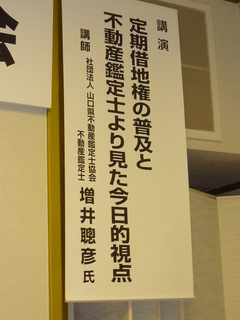 講演
定期借地権の普及と
不動産鑑定士より見た今日的視点
講師 社団法人 山口県不動産鑑定士協会
不動産鑑定士 増井聰彦 氏
会